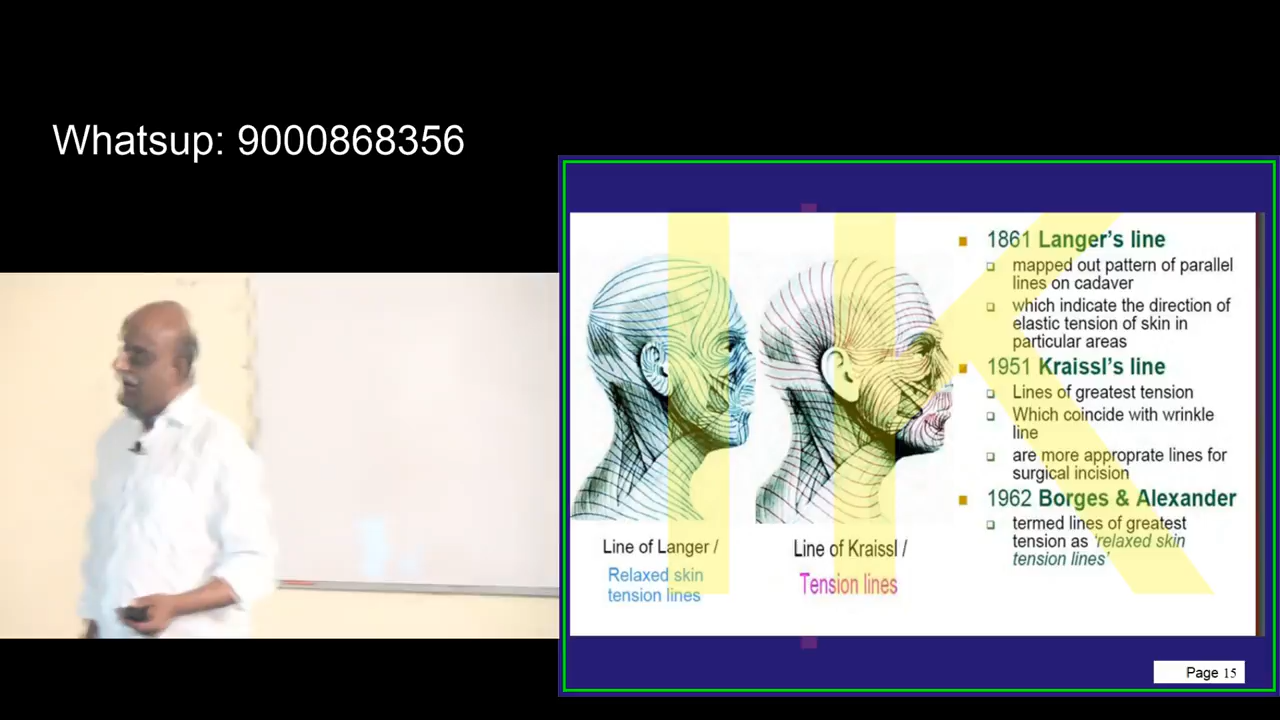 Whatsup: 9000868356
1861 Langer's line
mapped out pattern of parallel
lines on cadaver
which indicate the direction of
elastic tension of skin in
particular areas
1951 Kraissl's line
Lines of greatest tension
Which coincide with wrinkle
line
are more approprate lines for
surgical incision
1962 Borges & Alexander
termed lines of greatest
tension as 'relaxed skin
tension lines'
Line of Langer /
Relaxed skin
tension lines
Line of Kraissl /
Tension lines
IIK
Page 15